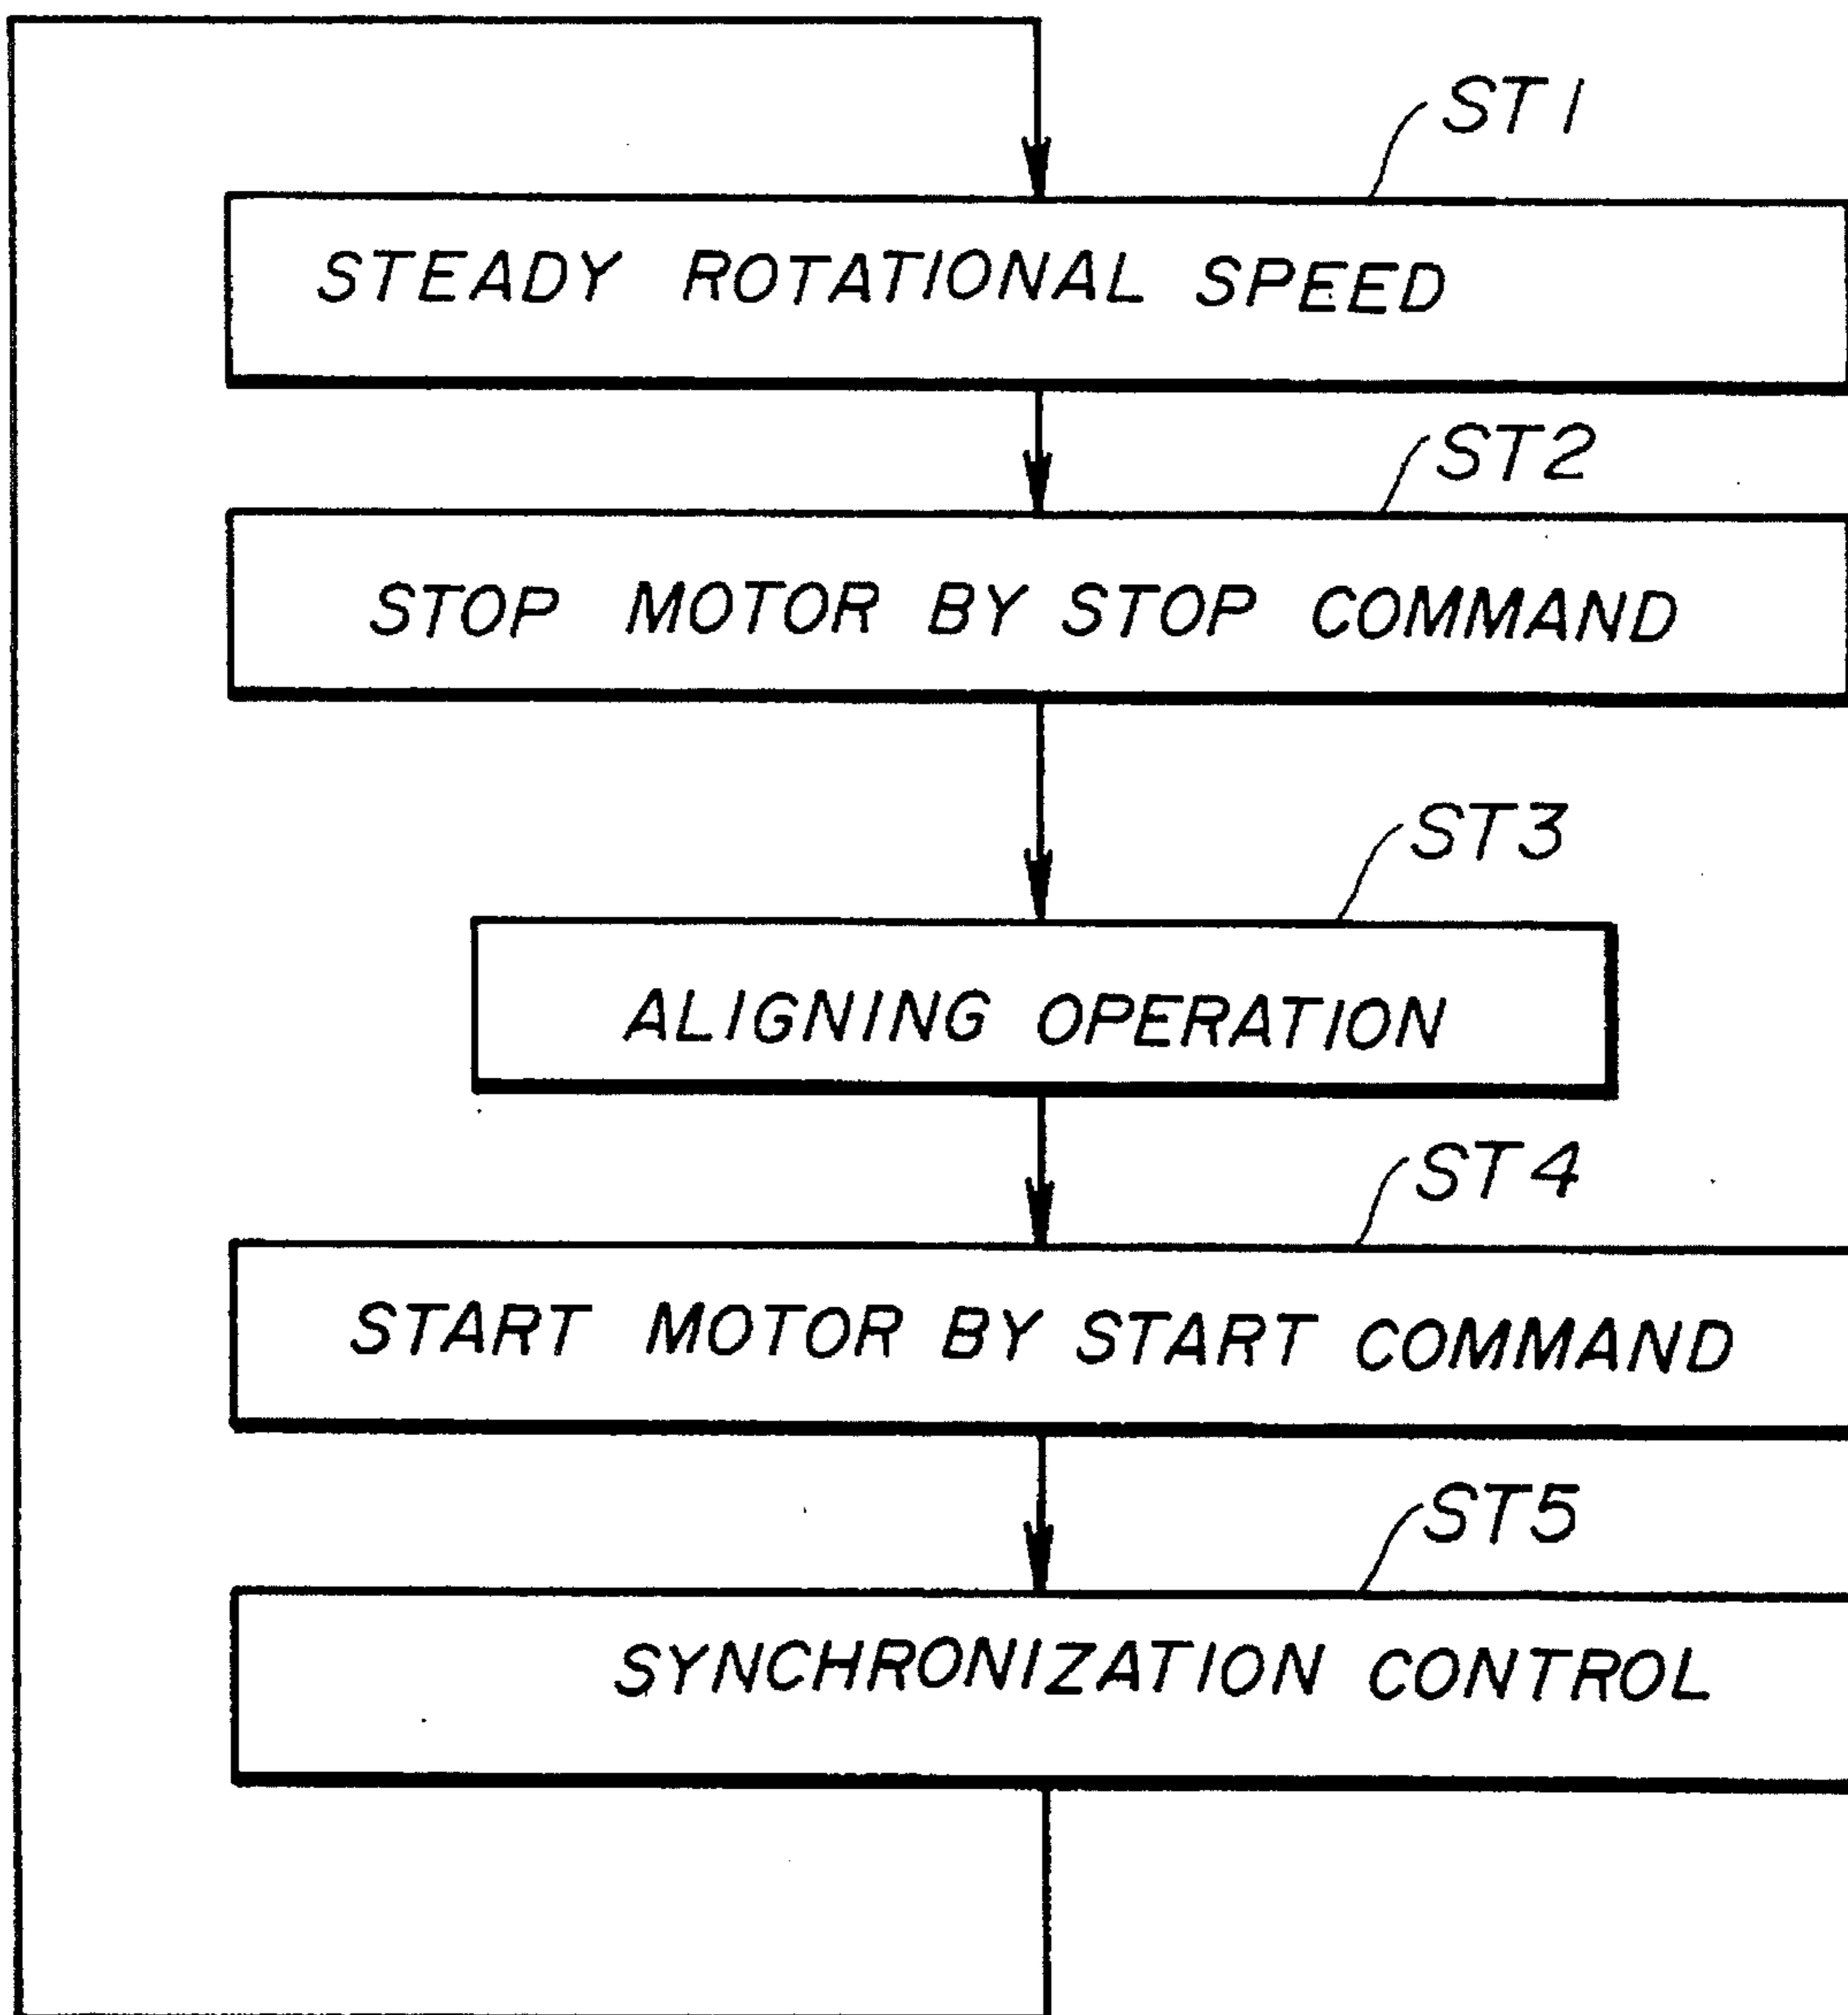 ST1
STEADY ROTATIONAL SPEED
ST2
STOP MOTOR BY STOP COMMAND
ST3
ALIGNING OPERATION
ST4
START MOTOR BY START COMMAND
ST5
SYNCHRONIZATION CONTROL